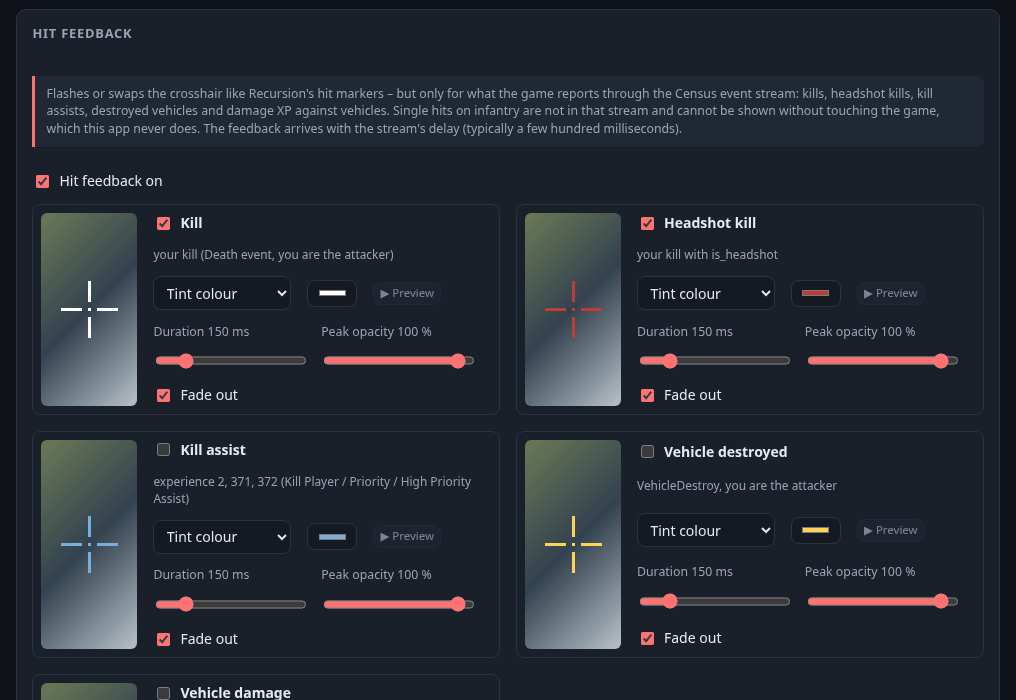 HIT FEEDBACK
Flashes or swaps the crosshair like Recursion's hit markers – but only for what the game reports through the Census event stream: kills, headshot kills, kill
assists, destroyed vehicles and damage XP against vehicles. Single hits on infantry are not in that stream and cannot be shown without touching the game,
which this app never does. The feedback arrives with the stream's delay (typically a few hundred milliseconds).
Hit feedback on
Kill
your kill (Death event, you are the attacker)
Tint colour
▶ Preview
Duration 150 ms
Peak opacity 100 %
Fade out
Headshot kill
your kill with is_headshot
Tint colour
▶ Preview
Duration 150 ms
Peak opacity 100 %
Fade out
Kill assist
experience 2, 371, 372 (Kill Player / Priority / High Priority
Assist)
Tint colour
▶ Preview
Duration 150 ms
Peak opacity 100 %
Fade out
Vehicle destroyed
VehicleDestroy, you are the attacker
Tint colour
▶ Preview
Duration 150 ms
Peak opacity 100 %
Fade out
Vehicle damage